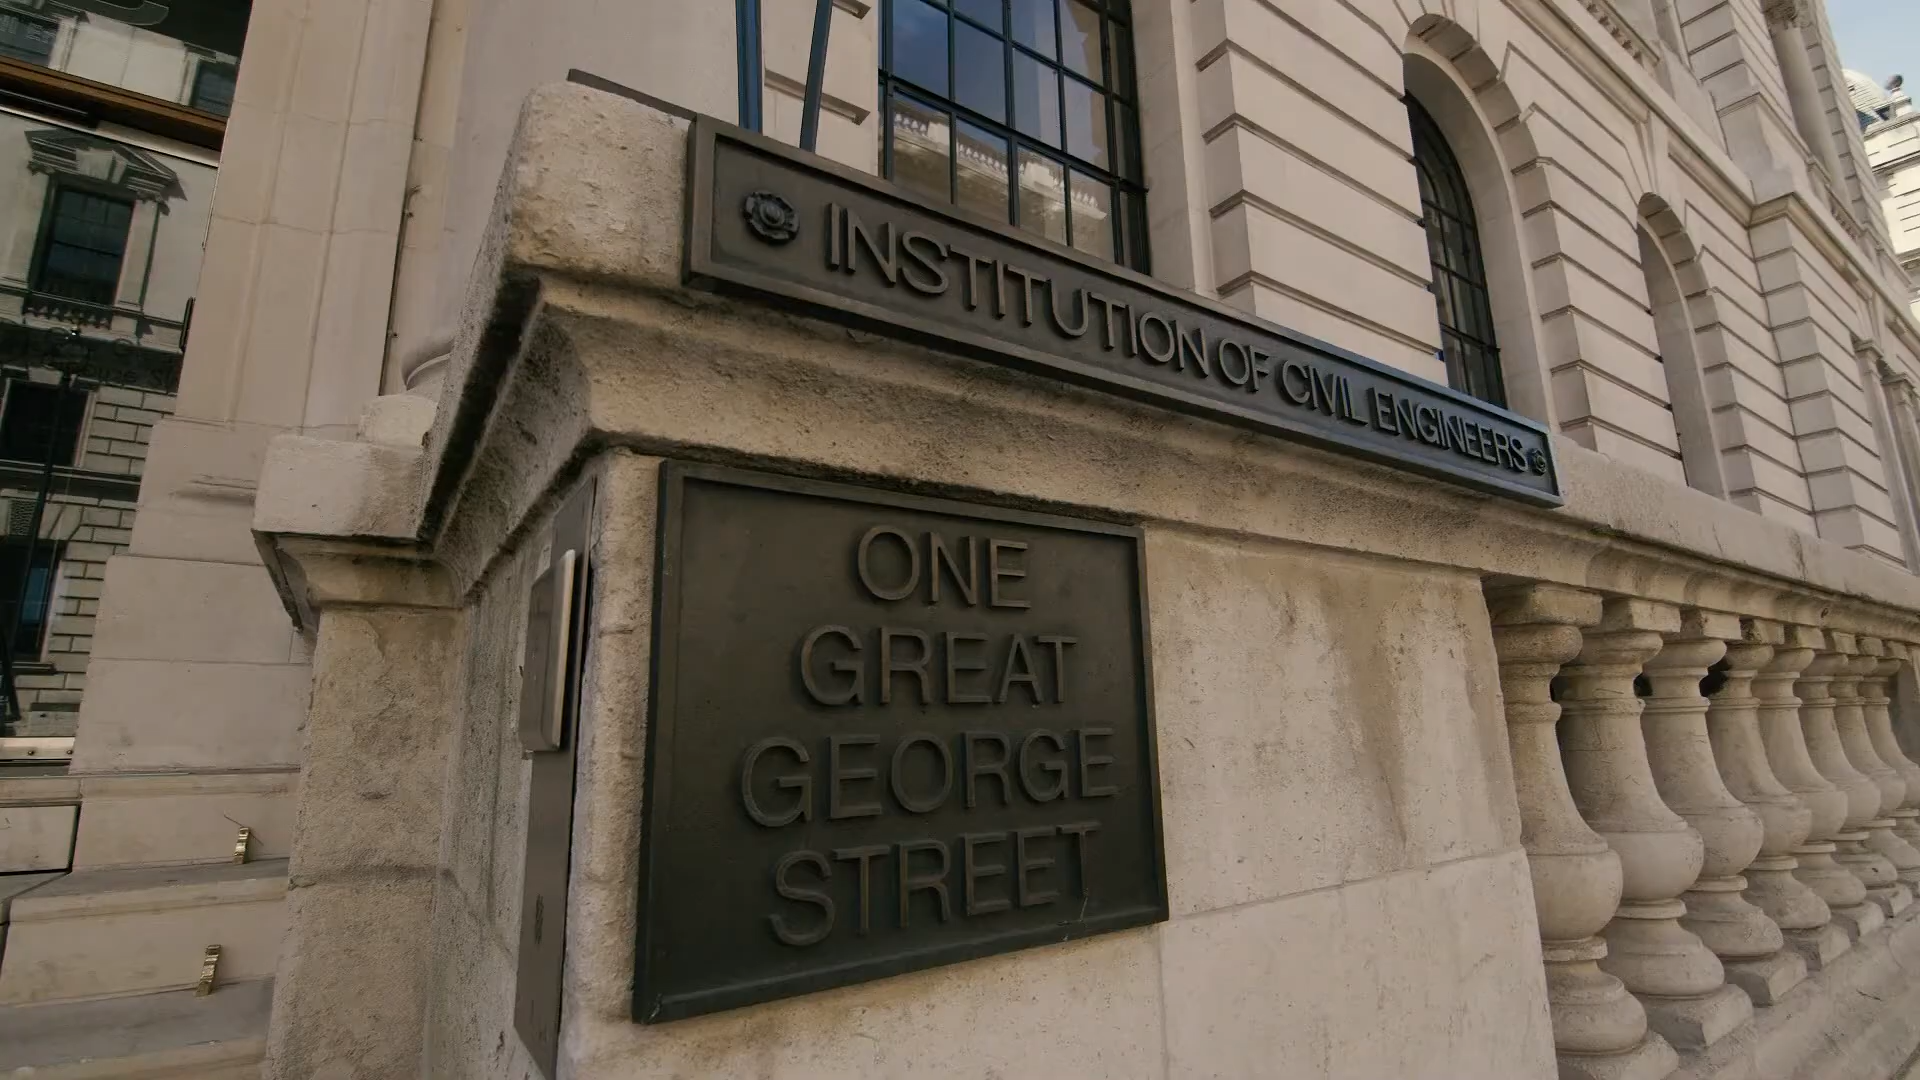 INSTITUTION OF CIVIL ENGINEERS
ONE
GREAT
GEORGE
STREET